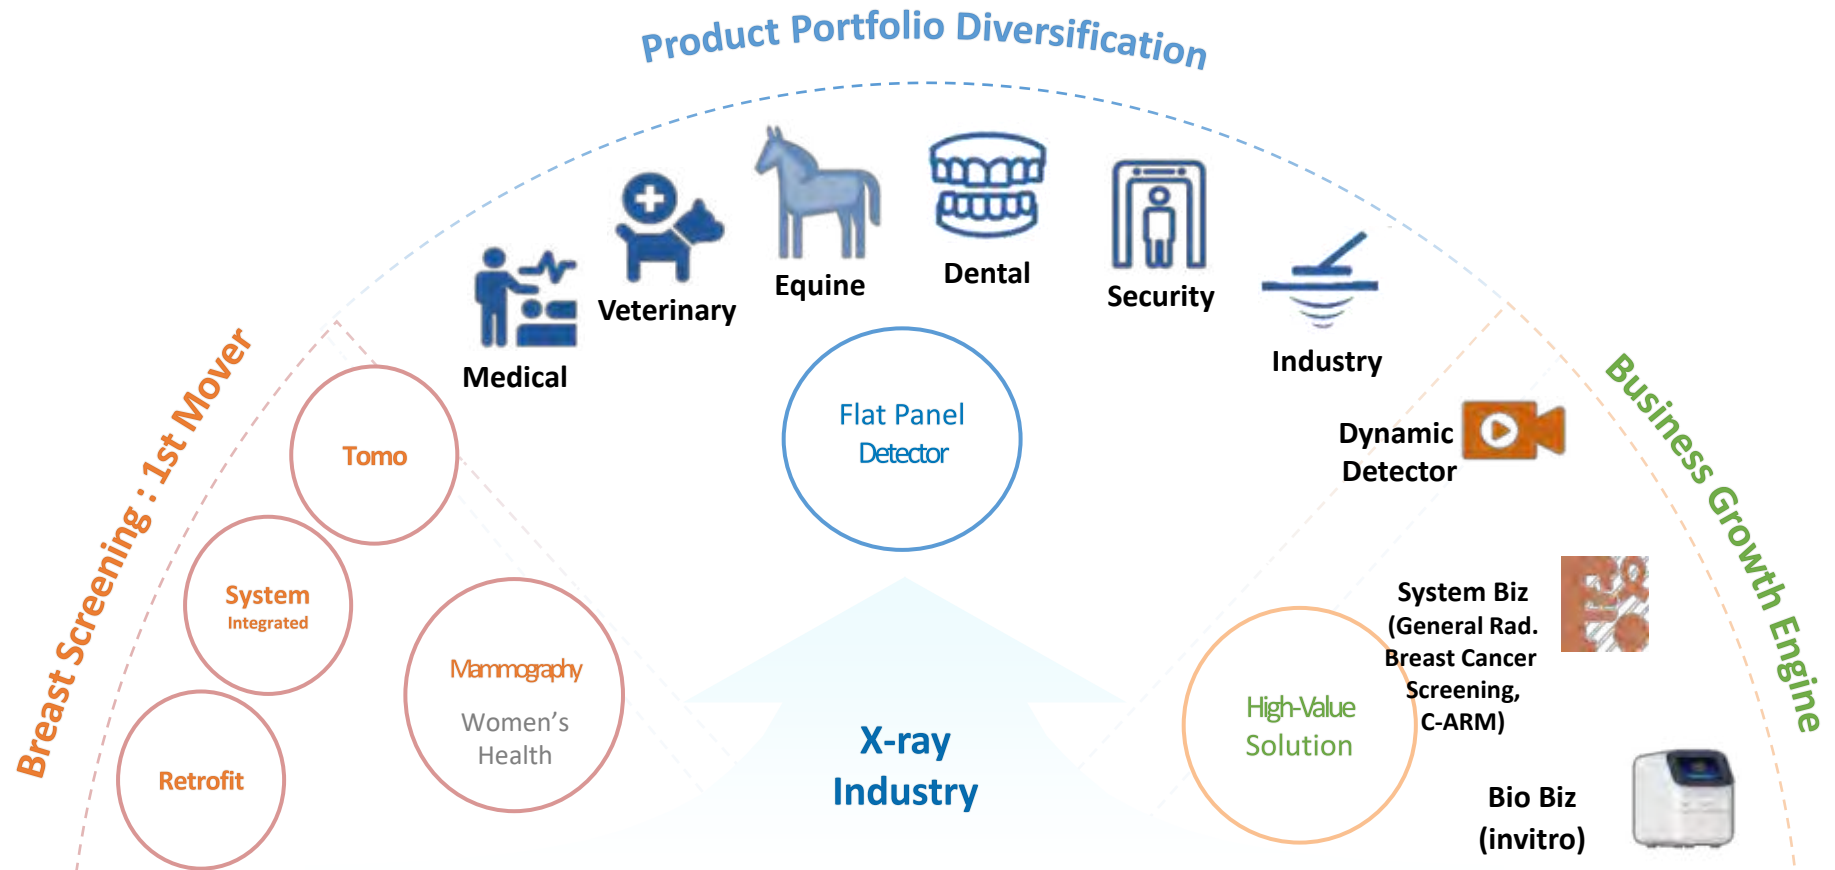 Product Portfolio Diversification
Breast Screening : 1st Mover
Business Growth Engine
Medical
Veterinary
Equine
Dental
Security
Industry
Flat Panel
Detector
Tomo
System
Integrated
Retrofit
Mammography
Women’s
Health
X-ray
Industry
High-Value
Solution
Dynamic
Detector
System Biz
(General Rad.
Breast Cancer
Screening,
C-ARM)
Bio Biz
(invitro)